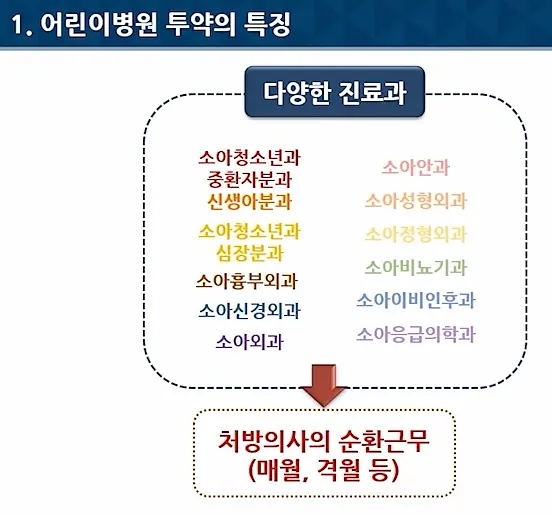 1. 어린이병원 투약의 특징
다양한 진료과
소아청소년과
중환자분과
신생아분과
소아청소년과
심장분과
소아흉부외과
소아신경외과
소아외과
소아안과
소아성형외과
소아정형외과
소아비뇨기과
소아이비인후과
소아응급의학과
처방의사의 순환근무
(매월, 격월 등)